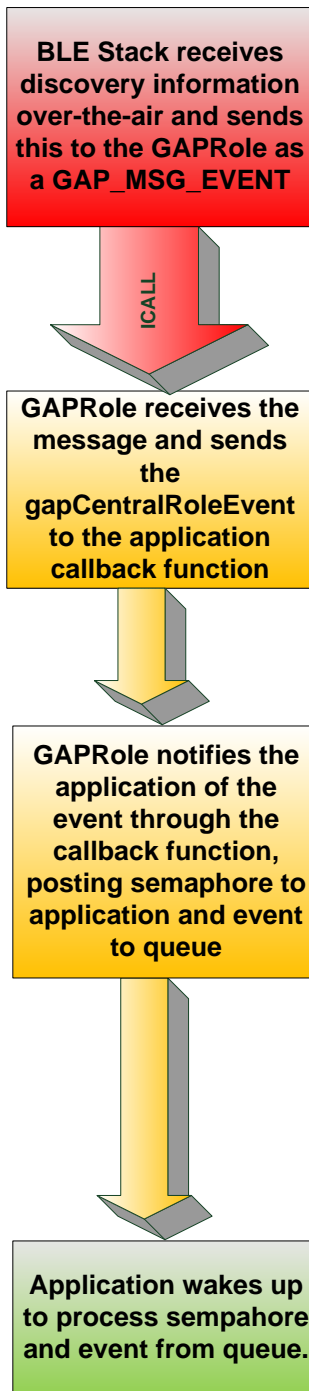 BLE Stack receives
discovery information
over-the-air and sends
this to the GAPRole as
a GAP_MSG_EVENT
ICALL
GAPRole receives the
message and sends
the
gapCentralRoleEvent
to the application
callback function
GAPRole notifies the
application of the
event through the
callback function,
posting semaphore to
application and event
to queue
Application wakes up
to process sempahore
and event from queue.